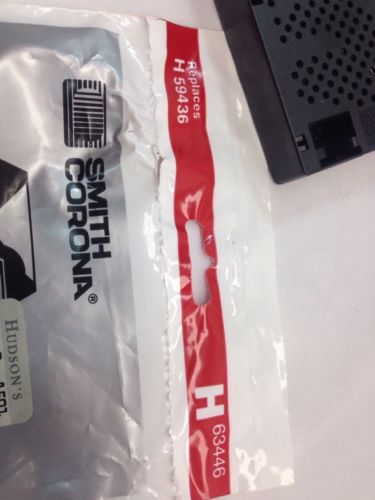 Replaces
H 59436
SMITH
CORONA®
HUDSON'S
H 63446